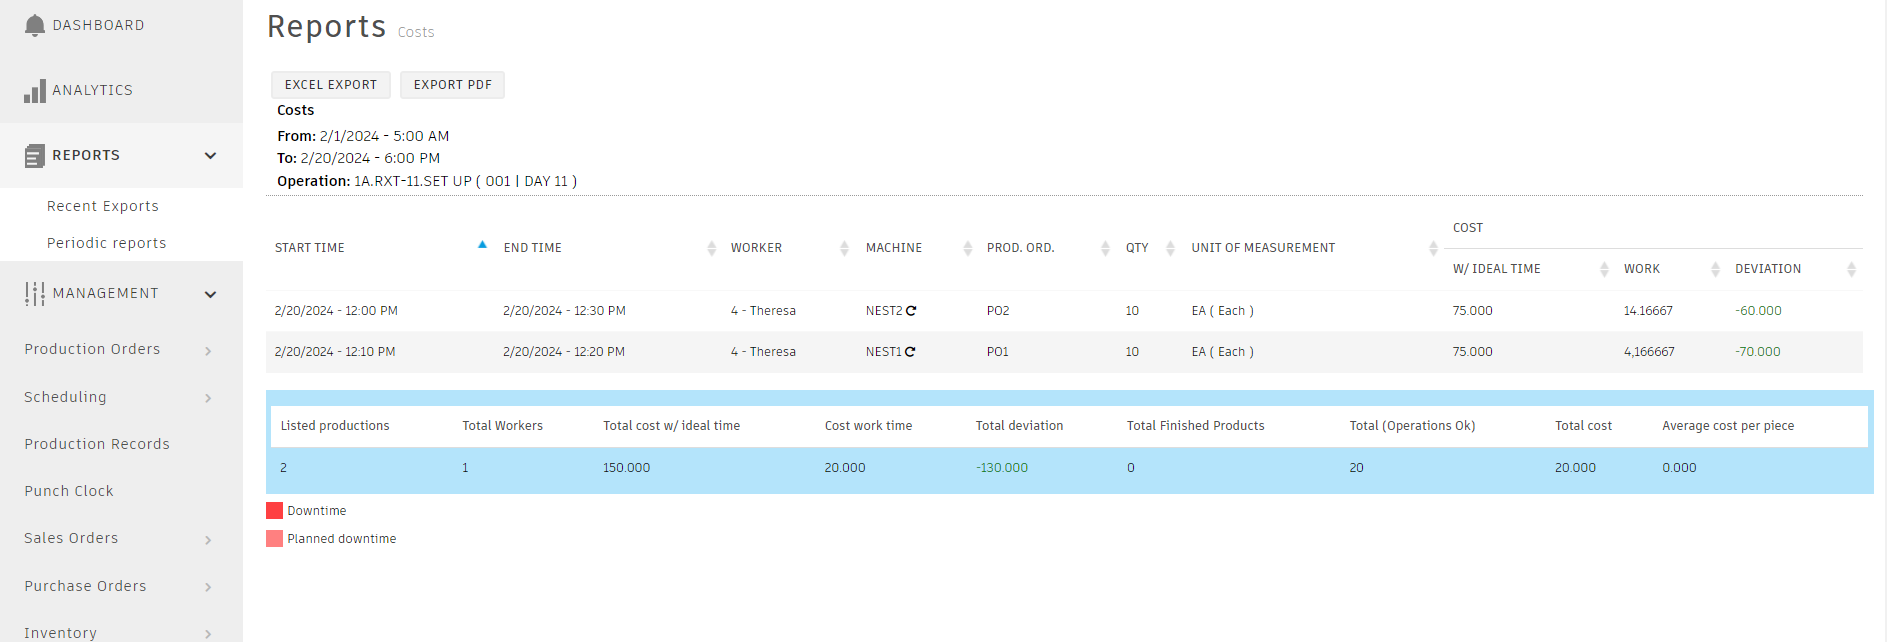 DASHBOARD
ANALYTICS
REPORTS
Recent Exports
Periodic reports
MANAGEMENT
Production Orders
Scheduling
Production Records
Punch Clock
Sales Orders
Purchase Orders
Inventory
Reports Costs
EXCEL EXPORT EXPORT PDF
Costs
From: 2/1/2024 - 5:00 AM
To: 2/20/2024 - 6:00 PM
Operation: 1A.RXT-11.SET UP ( 001 | DAY 11 )
COST
START TIME END TIME WORKER MACHINE PROD. ORD. QTY UNIT OF MEASUREMENT
W/ IDEAL TIME WORK DEVIATION
2/20/2024 - 12:00 PM 2/20/2024 - 12:30 PM 4 - Theresa NEST2 PO2 10 EA ( Each ) 75.000 14.16667 -60.000
2/20/2024 - 12:10 PM 2/20/2024 - 12:20 PM 4 - Theresa NEST1 PO1 10 EA ( Each ) 75.000 4,166667 -70.000
Listed productions Total Workers Total cost w/ ideal time Cost work time Total deviation Total Finished Products Total (Operations Ok) Total cost Average cost per piece
2 1 150.000 20.000 -130.000 0 20 20.000 0.000
Downtime
Planned downtime